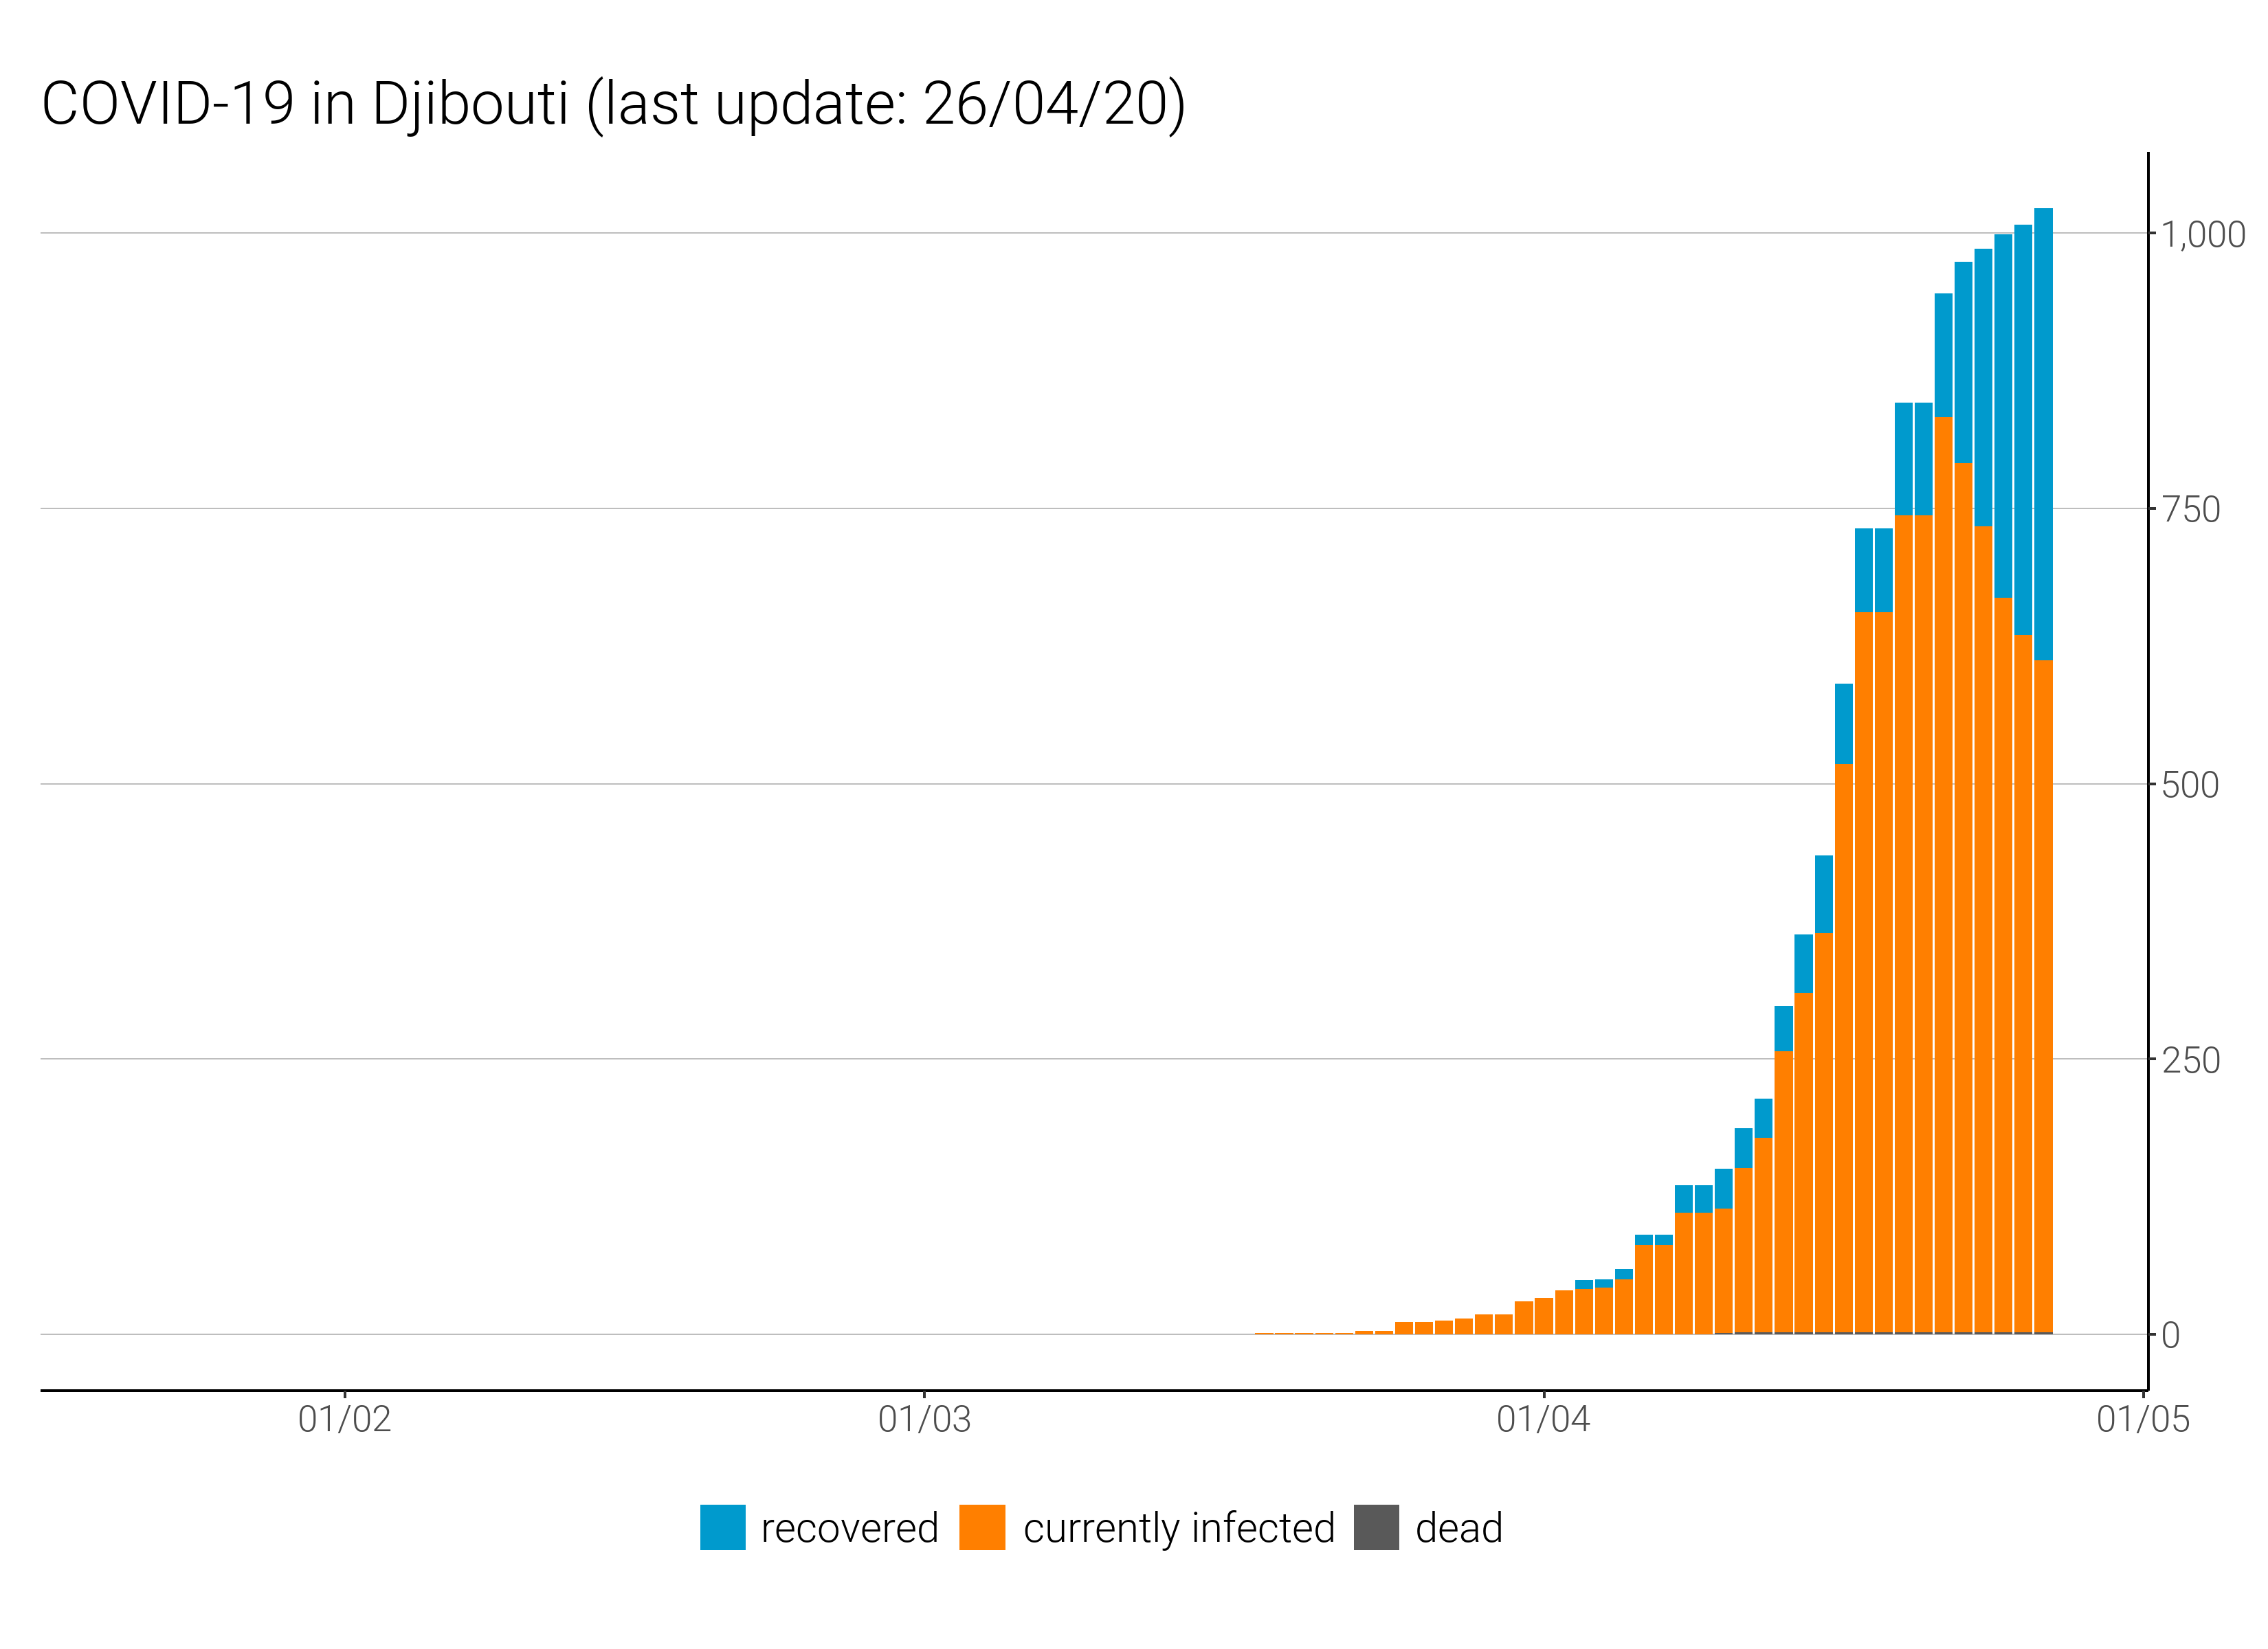 COVID-19 in Djibouti (last update: 26/04/20)
1,000
750
500
250
0
01/02 01/03 01/04 01/05
recovered currently infected dead